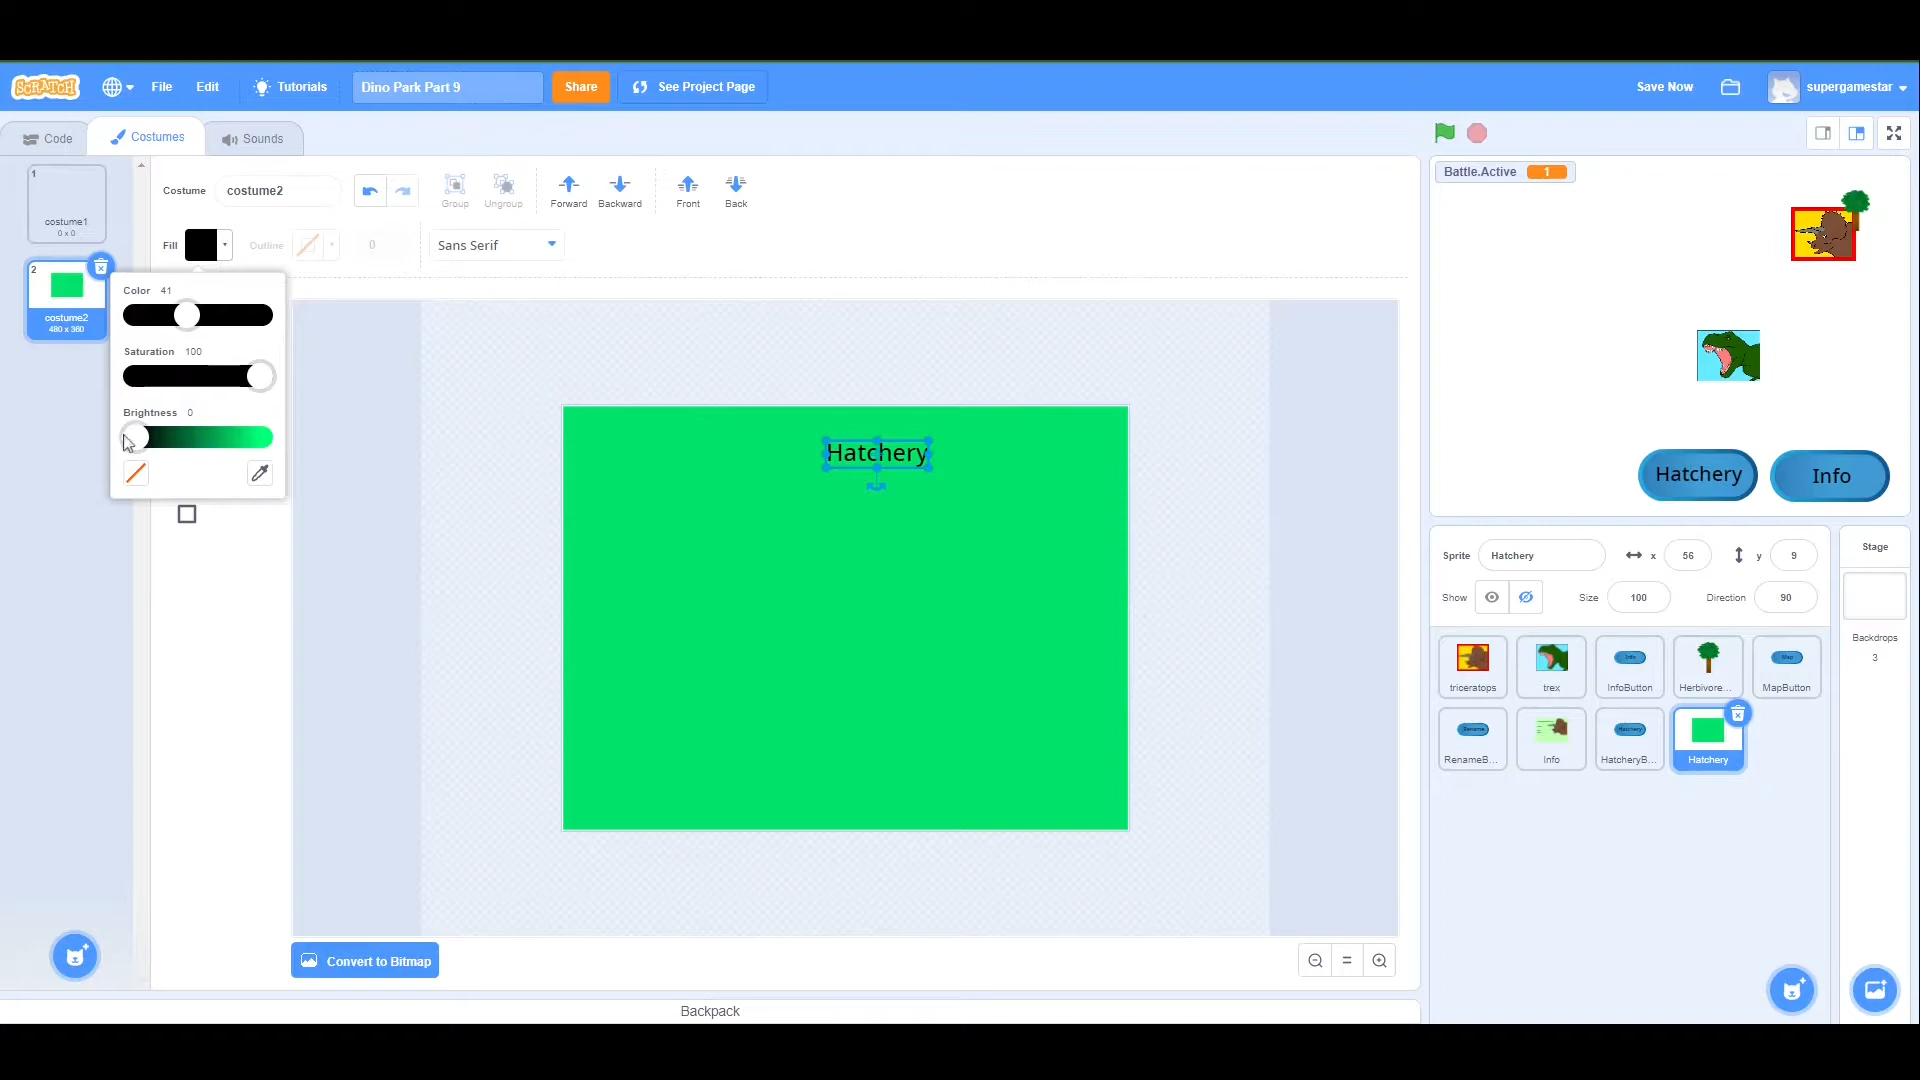 SCRATCH File Edit Tutorials Dino Park Part 9 Share See Project Page Save Now supergamestar
Code Costumes Sounds
1
costume1
0 x 0
2
costume2
480 x 360
Costume costume2 Group Ungroup Forward Backward Front Back
Fill Outline 0 Sans Serif
Color 41
Saturation 100
Brightness 0
Hatchery
Convert to Bitmap
Backpack
Battle.Active 1
Hatchery Info
Sprite Hatchery x 56 y 9
Show Size 100 Direction 90
triceratops trex InfoButton Herbivore... MapButton
RenameB... Info HatcheryB... Hatchery
Stage
Backdrops
3